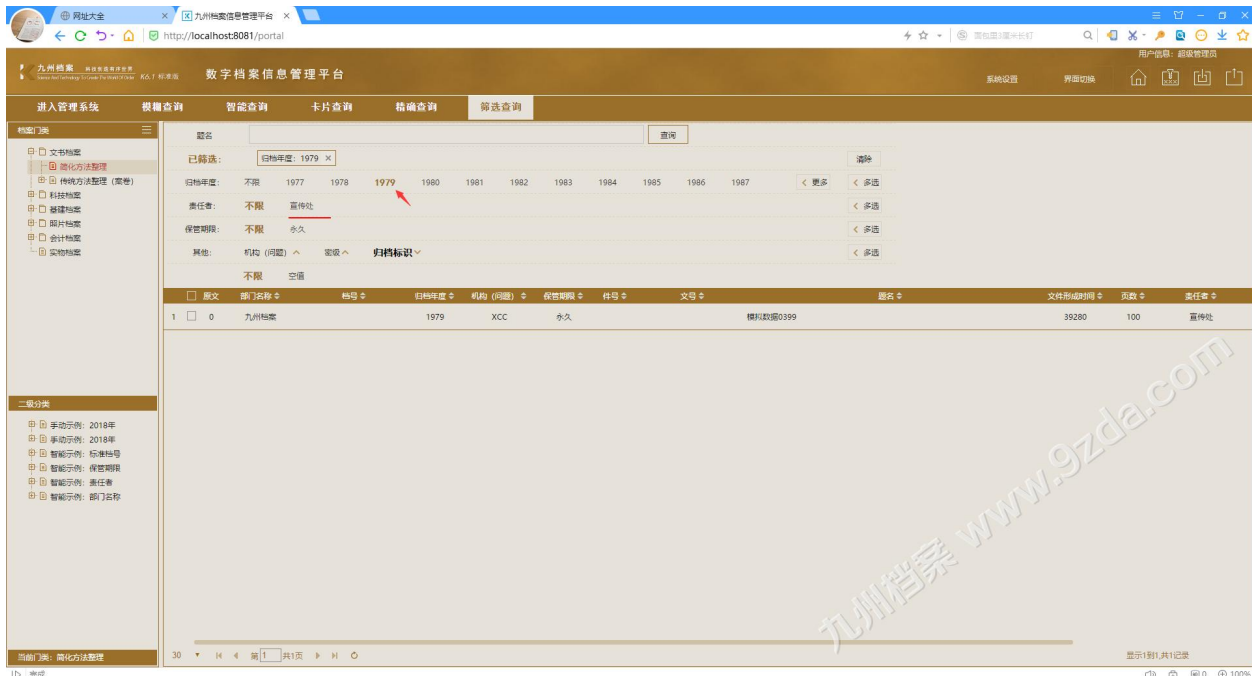 网址大全 × 九州档案信息管理平台 ×
http://localhost:8081/portal
九州档案 K6.1 标准版 数字档案信息管理平台
用户信息: 超级管理员
系统设置 界面切换
进入管理系统 模糊查询 智能查询 卡片查询 精确查询 筛选查询
档案门类
文书档案
简化方法整理
传统方法整理 (案卷)
科技档案
基建档案
照片档案
会计档案
实物档案
题名 查询
已筛选: 归档年度: 1979 × 清除
归档年度: 不限 1977 1978 1979 1980 1981 1982 1983 1984 1985 1986 1987 更多 多选
责任者: 不限 宣传处 多选
保管期限: 不限 永久 多选
其他: 机构 (问题) 密级 归档标识 多选
不限 空值
原文 部门名称 档号 归档年度 机构 (问题) 保管期限 件号 文号 题名 文件形成时间 页数 责任者
1 0 九州档案 1979 XCC 永久 模拟数据0399 39280 100 宣传处
二级分类
手动示例: 2018年
手动示例: 2018年
智能示例: 标准档号
智能示例: 保管期限
智能示例: 责任者
智能示例: 部门名称
九州档案 www.9zda.com
当前门类: 简化方法整理
30 第 1 共1页 显示1到1,共1记录
完成 0 100%